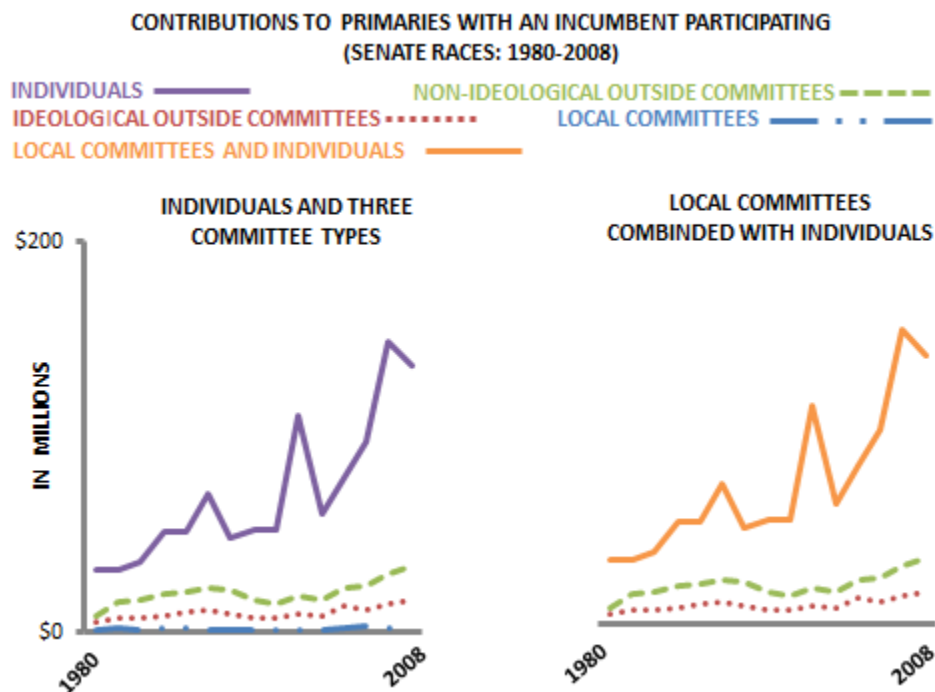 CONTRIBUTIONS TO PRIMARIES WITH AN INCUMBENT PARTICIPATING
(SENATE RACES: 1980-2008)
INDIVIDUALS
NON-IDEOLOGICAL OUTSIDE COMMITTEES
IDEOLOGICAL OUTSIDE COMMITTEES
LOCAL COMMITTEES
LOCAL COMMITTEES AND INDIVIDUALS
INDIVIDUALS AND THREE
COMMITTEE TYPES
LOCAL COMMITTEES
COMBINDED WITH INDIVIDUALS
$200
IN MILLIONS
$0
1980
2008
1980
2008